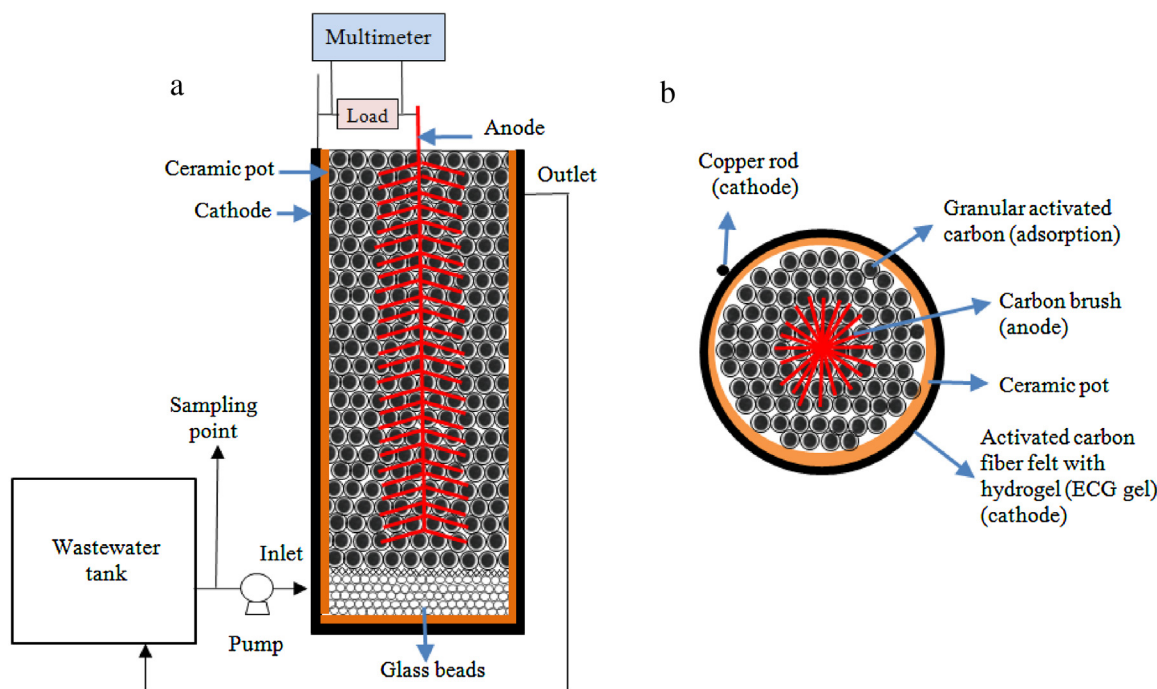 a
Multimeter
Load
Anode
Ceramic pot
Cathode
Outlet
Sampling
point
Wastewater
tank
Inlet
Pump
Glass beads
b
Copper rod
(cathode)
Granular activated
carbon (adsorption)
Carbon brush
(anode)
Ceramic pot
Activated carbon
fiber felt with
hydrogel (ECG gel)
(cathode)